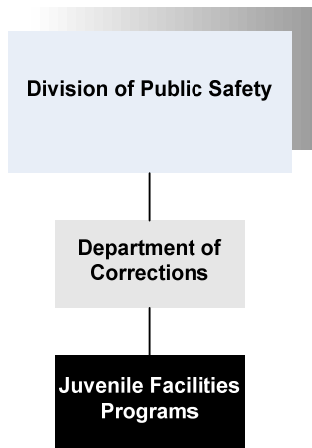 Division of Public Safety
Department of
Corrections
Juvenile Facilities
Programs